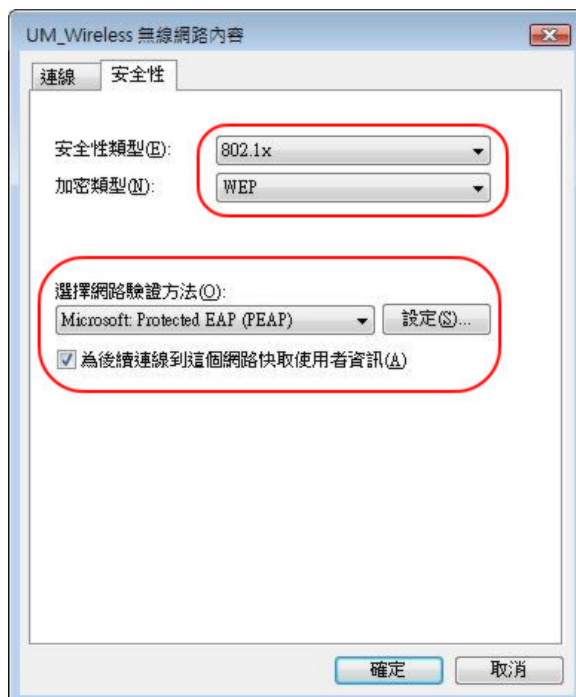 UM_Wireless 無線網路內容
連線 安全性
安全性類型(E): 802.1x
加密類型(N): WEP
選擇網路驗證方法(O):
Microsoft: Protected EAP (PEAP) 設定(S)...
為後續連線到這個網路快取使用者資訊(A)
確定 取消